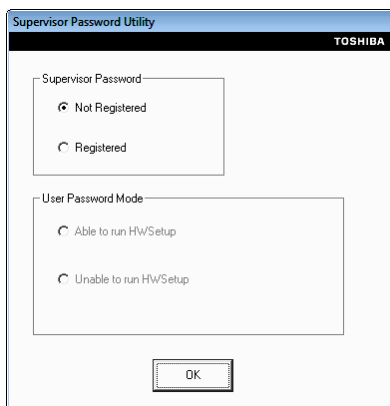 Supervisor Password Utility
TOSHIBA
Supervisor Password
Not Registered
Registered
User Password Mode
Able to run HWSetup
Unable to run HWSetup
OK